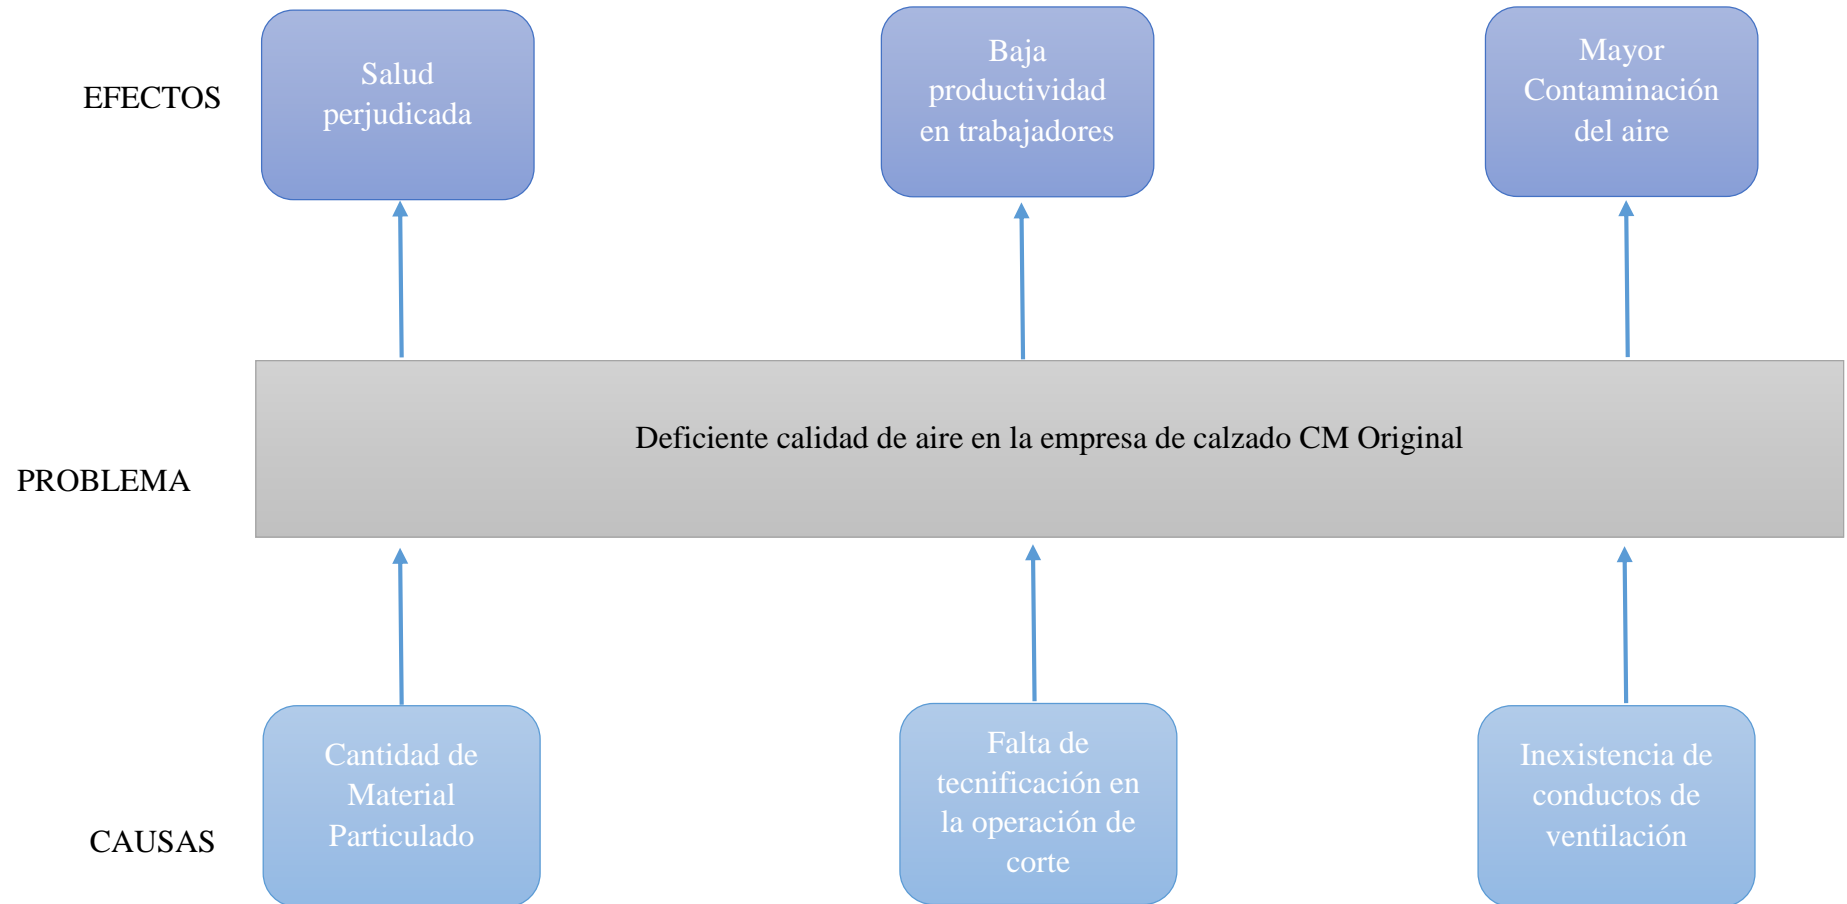 EFECTOS
Salud
perjudicada
Baja
productividad
en trabajadores
Mayor
Contaminación
del aire
PROBLEMA
Deficiente calidad de aire en la empresa de calzado CM Original
CAUSAS
Cantidad de
Material
Particulado
Falta de
tecnificación en
la operación de
corte
Inexistencia de
conductos de
ventilación